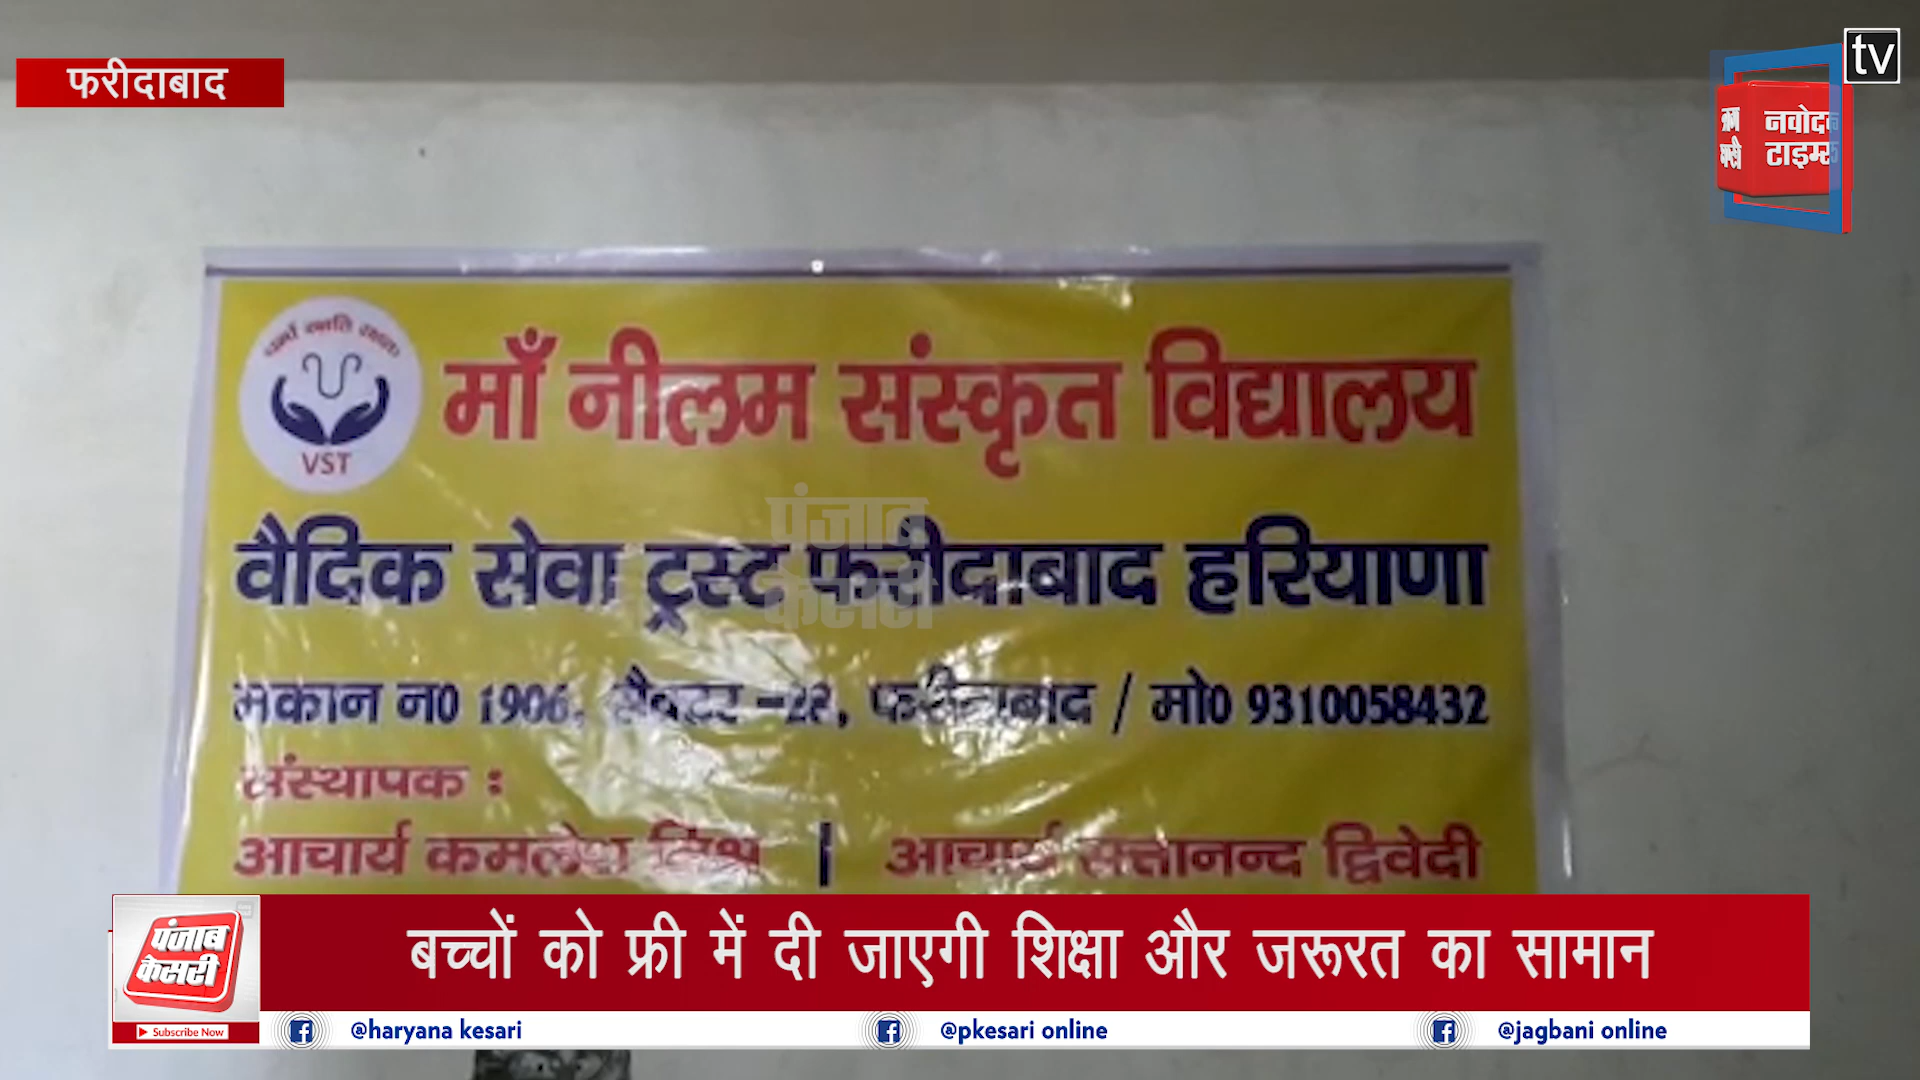 फरीदाबाद
tv
नवोदय
टाइम्स
VST
माँ नीलम संस्कृत विद्यालय
वैदिक सेवा ट्रस्ट फरीदाबाद हरियाणा
पंजाब
केसरी
मकान न0 1906, सैक्टर -28, फरीदाबाद / मो0 9310058432
संस्थापक :
आचार्य कमलेश मिश्र | आचार्य सत्तानन्द द्विवेदी
पंजाब
केसरी
Subscribe Now
बच्चों को फ्री में दी जाएगी शिक्षा और जरूरत का सामान
@haryana kesari @pkesari online @jagbani online